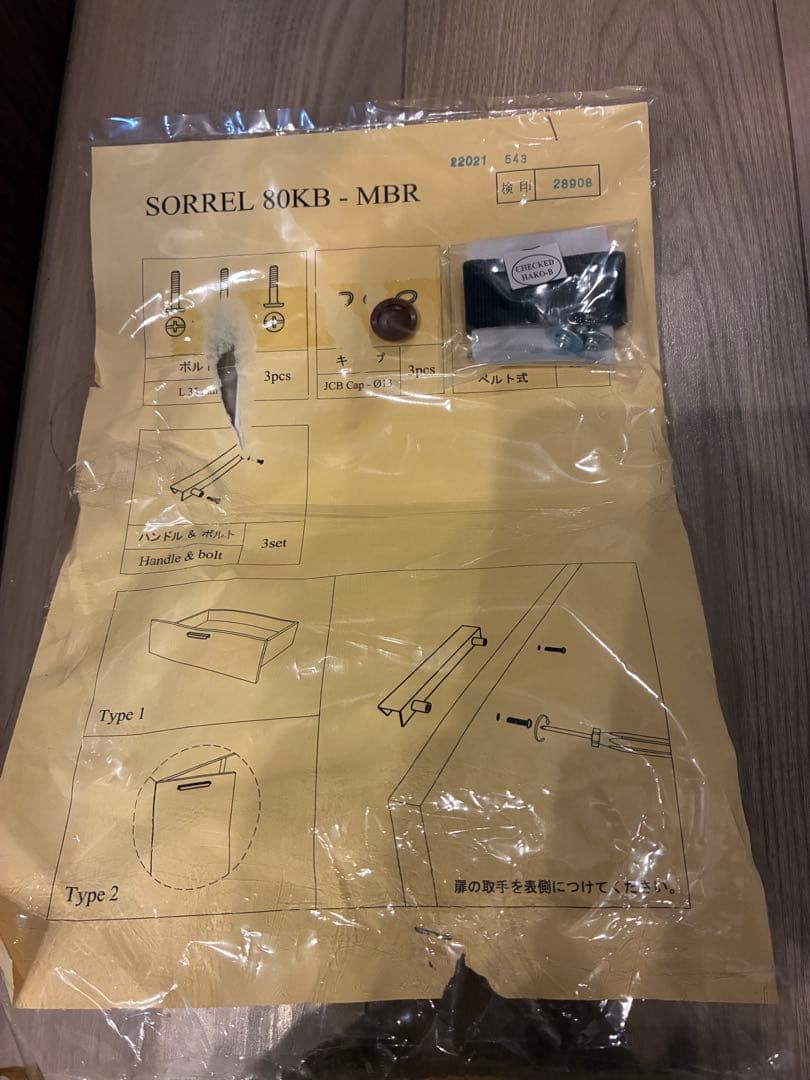 22021 543
SORREL 80KB - MBR
検印 28908
CHECKED
HAKO-B
3pcs
キ プ
JCB Cap - Ø13
3pcs
ベルト式
ハンドル & ボルト
Handle & bolt
3set
Type 1
Type 2
扉の取手を表側につけてください。